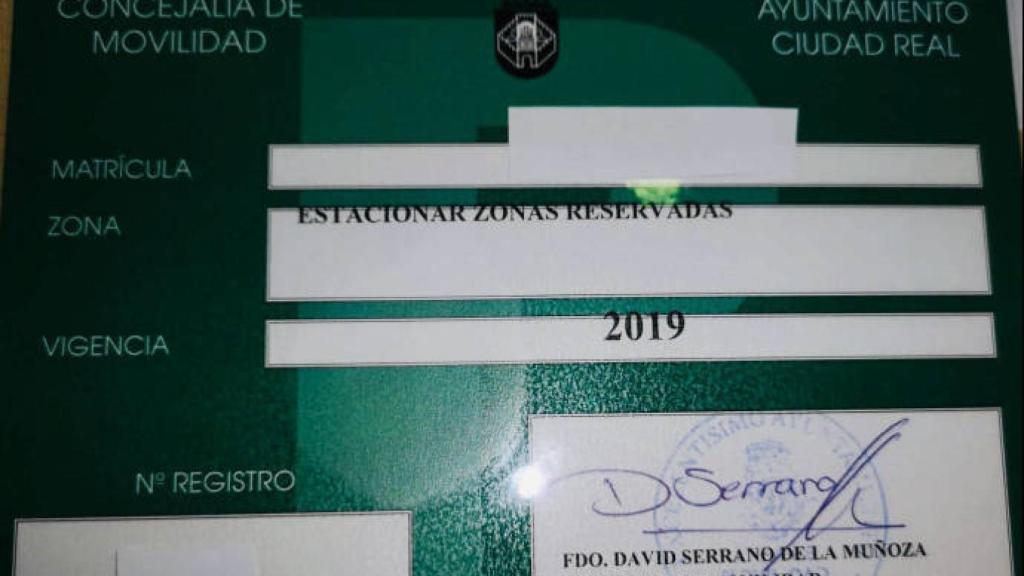 CONCEJALÍA DE
MOVILIDAD
AYUNTAMIENTO
CIUDAD REAL
MATRÍCULA
ZONA
ESTACIONAR ZONAS RESERVADAS
VIGENCIA
2019
Nº REGISTRO
D Serrano
FDO. DAVID SERRANO DE LA MUÑOZA